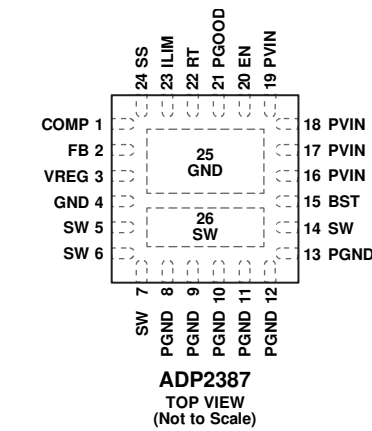 24 SS
23 ILIM
22 RT
21 PGOOD
20 EN
19 PVIN
COMP 1
FB 2
VREG 3
GND 4
SW 5
SW 6
25
GND
26
SW
18 PVIN
17 PVIN
16 PVIN
15 BST
14 SW
13 PGND
SW 7
PGND 8
PGND 9
PGND 10
PGND 11
PGND 12
ADP2387
TOP VIEW
(Not to Scale)